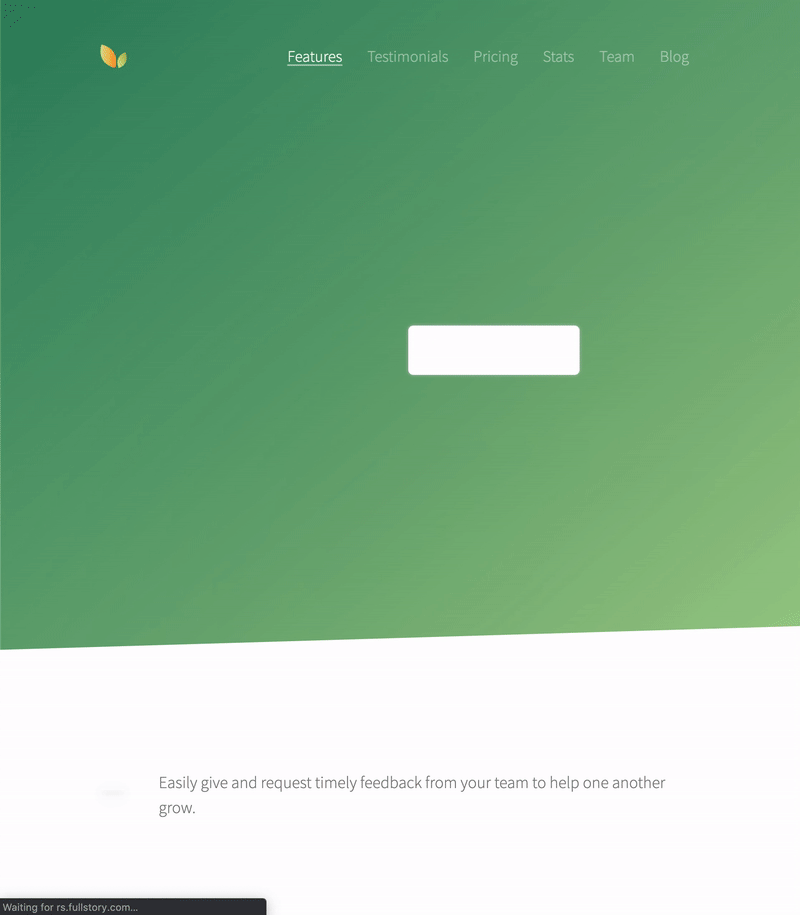 Features Testimonials Pricing Stats Team Blog
Easily give and request timely feedback from your team to help one another
grow.
Waiting for rs.fullstory.com...